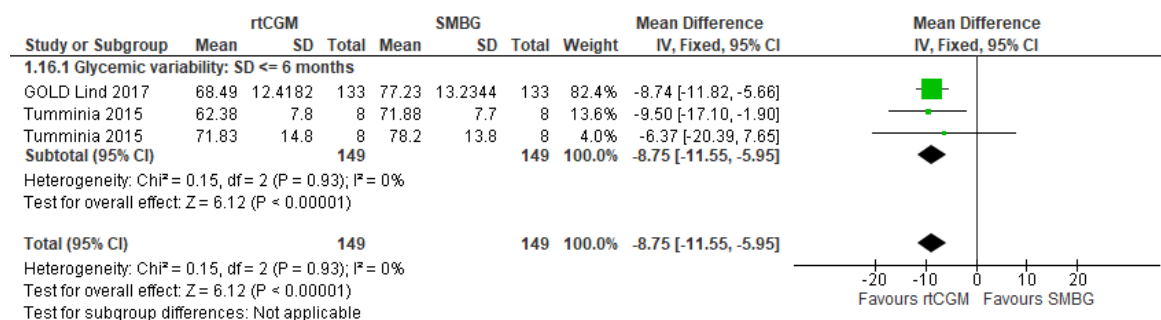 rtCGM SMBG Mean Difference Mean Difference
Study or Subgroup Mean SD Total Mean SD Total Weight IV, Fixed, 95% CI IV, Fixed, 95% CI
1.16.1 Glycemic variability: SD <= 6 months
GOLD Lind 2017 68.49 12.4182 133 77.23 13.2344 133 82.4% -8.74 [-11.82, -5.66]
Tumminia 2015 62.38 7.8 8 71.88 7.7 8 13.6% -9.50 [-17.10, -1.90]
Tumminia 2015 71.83 14.8 8 78.2 13.8 8 4.0% -6.37 [-20.39, 7.65]
Subtotal (95% CI) 149 149 100.0% -8.75 [-11.55, -5.95]
Heterogeneity: Chi² = 0.15, df = 2 (P = 0.93); I² = 0%
Test for overall effect: Z = 6.12 (P < 0.00001)
Total (95% CI) 149 149 100.0% -8.75 [-11.55, -5.95]
Heterogeneity: Chi² = 0.15, df = 2 (P = 0.93); I² = 0%
Test for overall effect: Z = 6.12 (P < 0.00001)
Test for subgroup differences: Not applicable
-20 -10 0 10 20
Favours rtCGM Favours SMBG